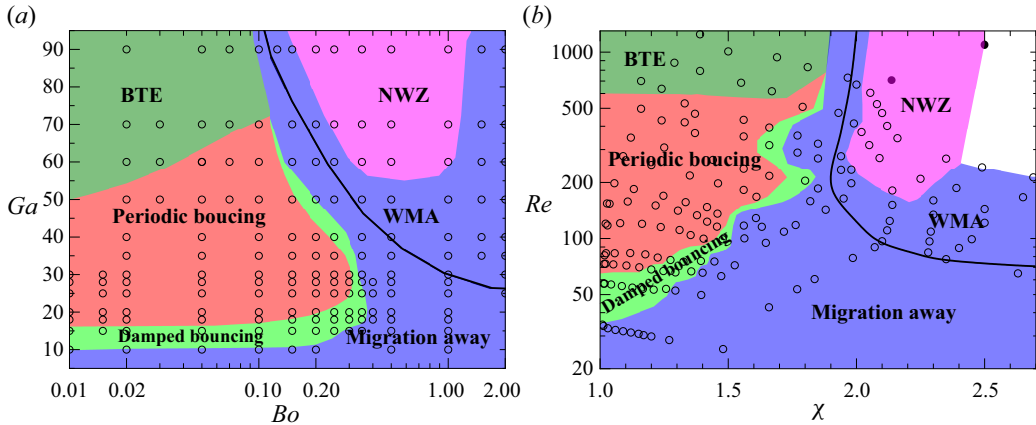 (a)
90
80
70
60
50
40
30
20
10
Ga
0.01
0.10
0.20
1.00
2.00
Bo
BTE
NWZ
Periodic boucing
WMA
Damped bouncing
Migration away
(b)
1000
500
200
100
50
20
Re
1.0
1.5
2.0
2.5
χ
BTE
NWZ
Periodic boucing
WMA
Damped bouncing
Migration away